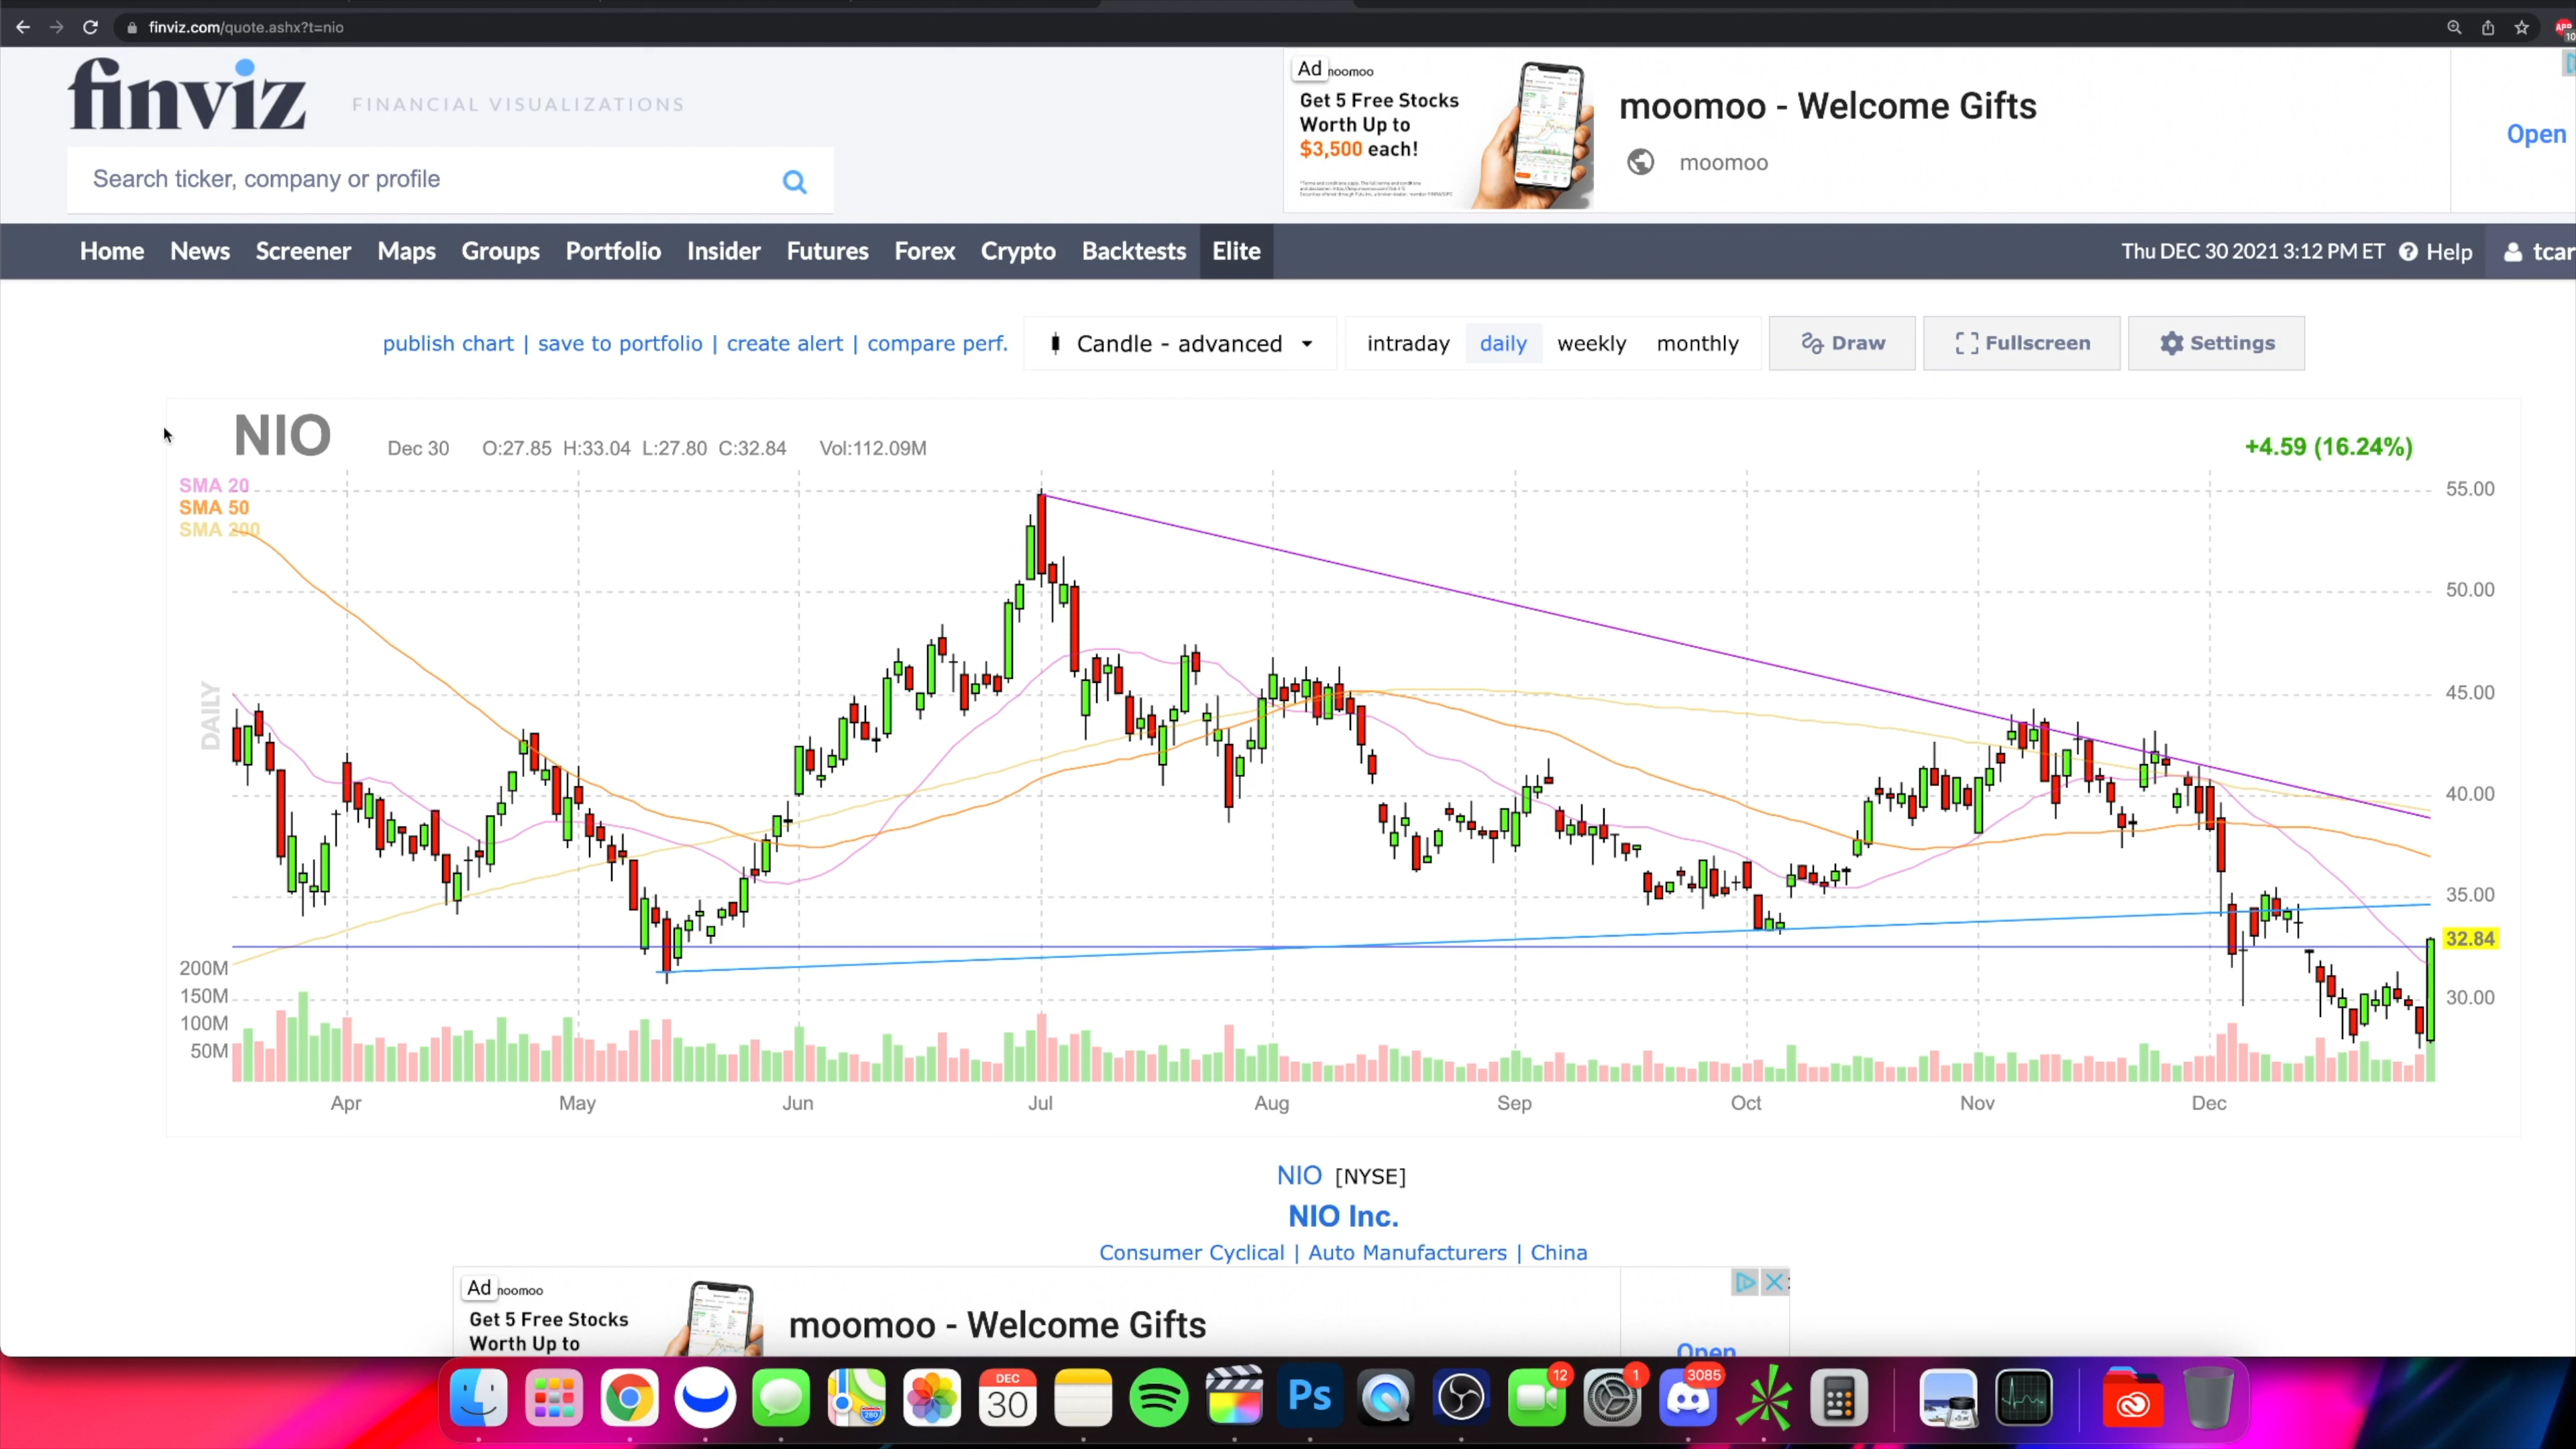 finviz.com/quote.ashx?t=nio
finviz FINANCIAL VISUALIZATIONS
Search ticker, company or profile
Ad moomoo
Get 5 Free Stocks
Worth Up to
$3,500 each!
moomoo - Welcome Gifts
moomoo
Open
Home News Screener Maps Groups Portfolio Insider Futures Forex Crypto Backtests Elite Thu DEC 30 2021 3:12 PM ET Help tcar
publish chart | save to portfolio | create alert | compare perf. Candle - advanced intraday daily weekly monthly Draw Fullscreen Settings
NIO Dec 30 O:27.85 H:33.04 L:27.80 C:32.84 Vol:112.09M +4.59 (16.24%)
SMA 20
SMA 50
SMA 200
DAILY
55.00
50.00
45.00
40.00
35.00
32.84
30.00
200M
150M
100M
50M
Apr May Jun Jul Aug Sep Oct Nov Dec
NIO [NYSE]
NIO Inc.
Consumer Cyclical | Auto Manufacturers | China
Ad moomoo
Get 5 Free Stocks
Worth Up to
moomoo - Welcome Gifts
Open
DEC
30
280
Ps
12
1
3085